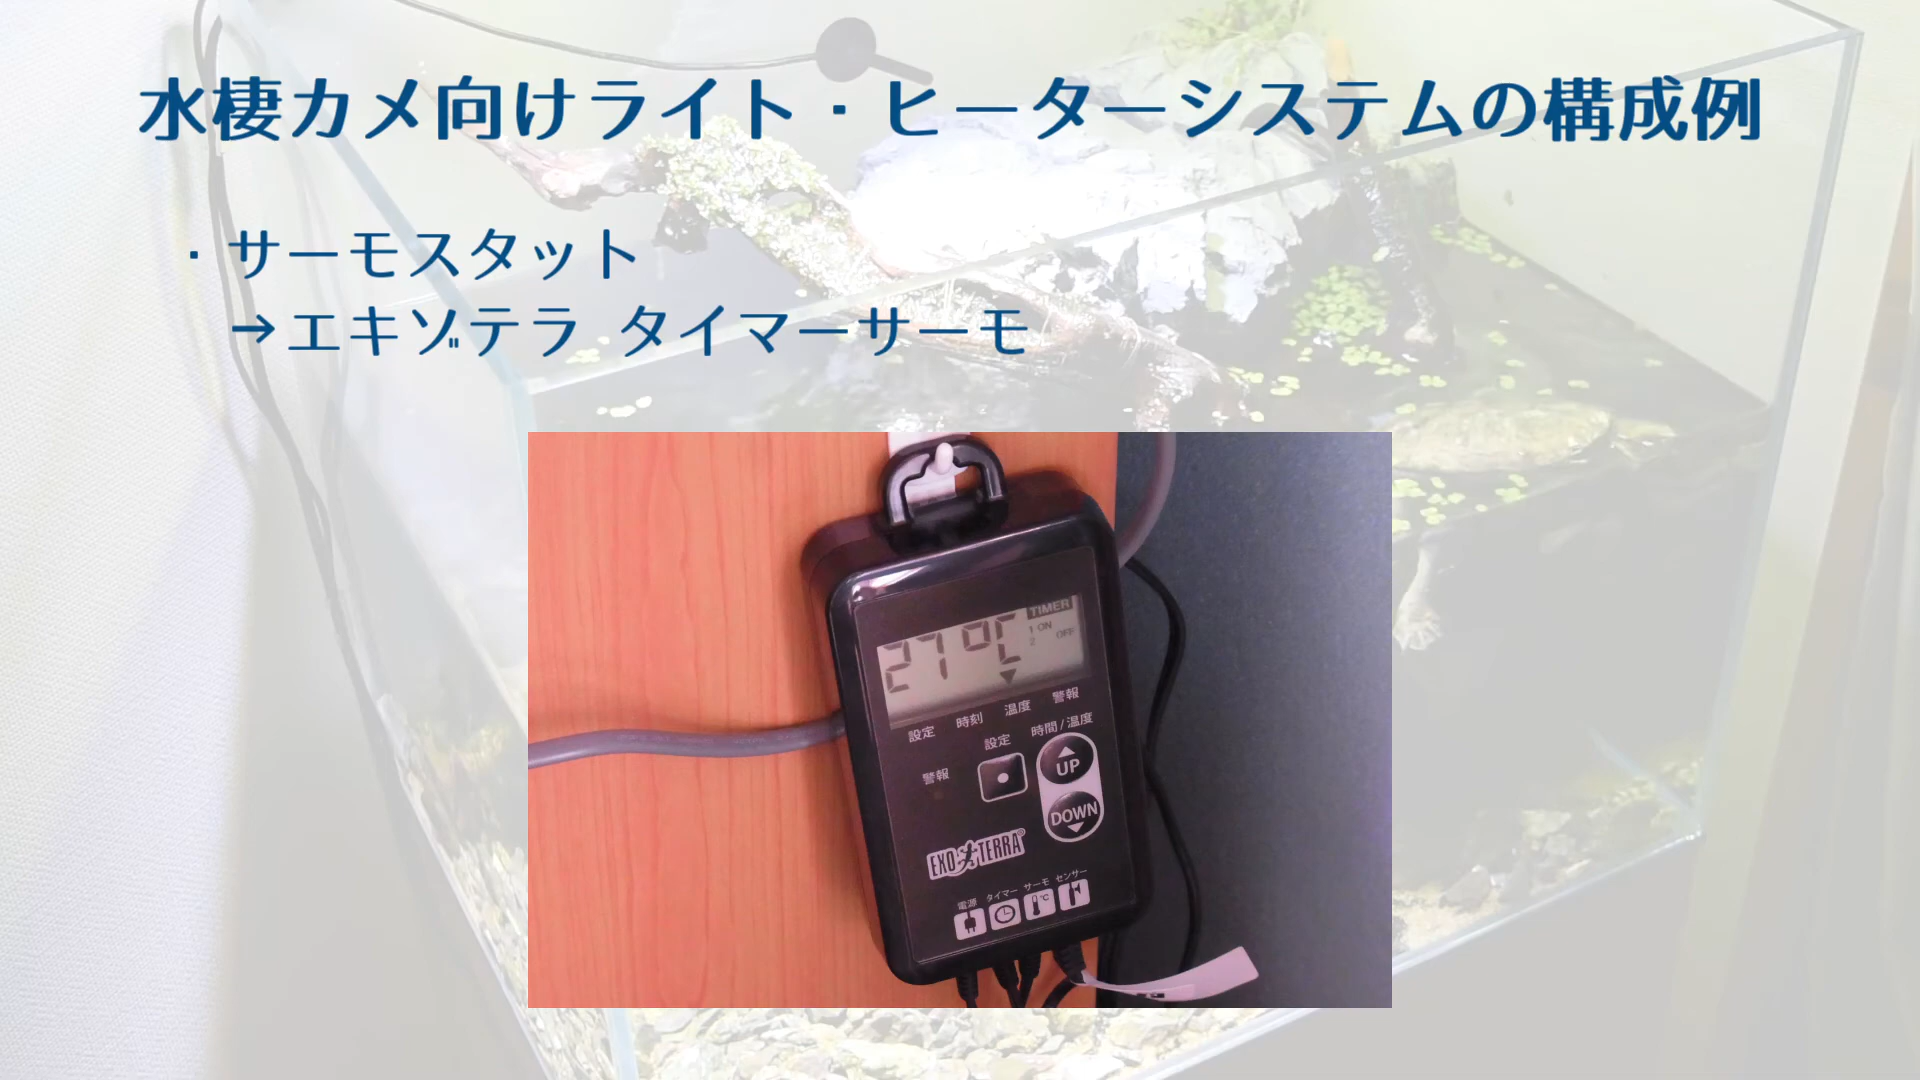 水棲カメ向けライト・ヒーターシステムの構成例
・サーモスタット
→エキゾテラ タイマーサーモ
TIMER
27℃ 1 ON
2 OFF
設定 時刻 温度 警報
設定 時間/温度
警報
UP
DOWN
EXO TERRA®
電源 タイマー サーモ センサー
℃